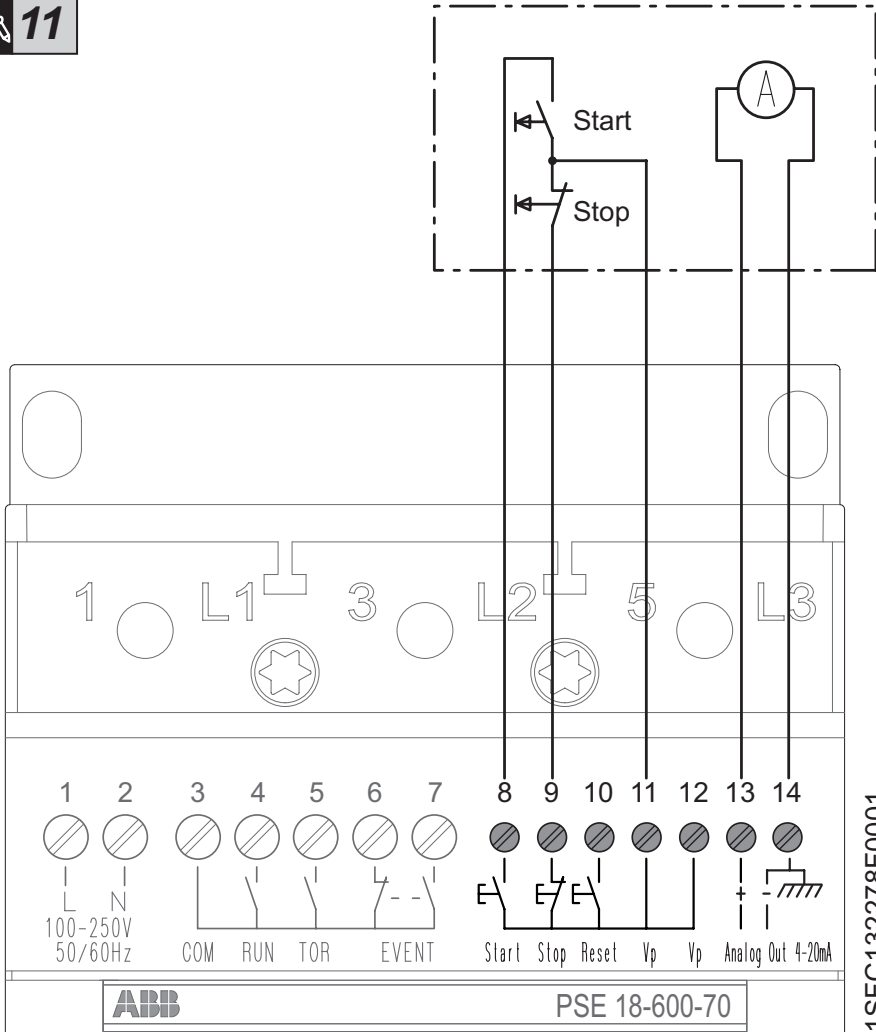 11
A
Start
Stop
1 L1 3 L2 5 L3
1 2 3 4 5 6 7 8 9 10 11 12 13 14
L N
+ -
100-250V
50/60Hz COM RUN TOR EVENT Start Stop Reset Vp Vp Analog Out 4-20mA
ABB PSE 18-600-70
1SFC132278F0001